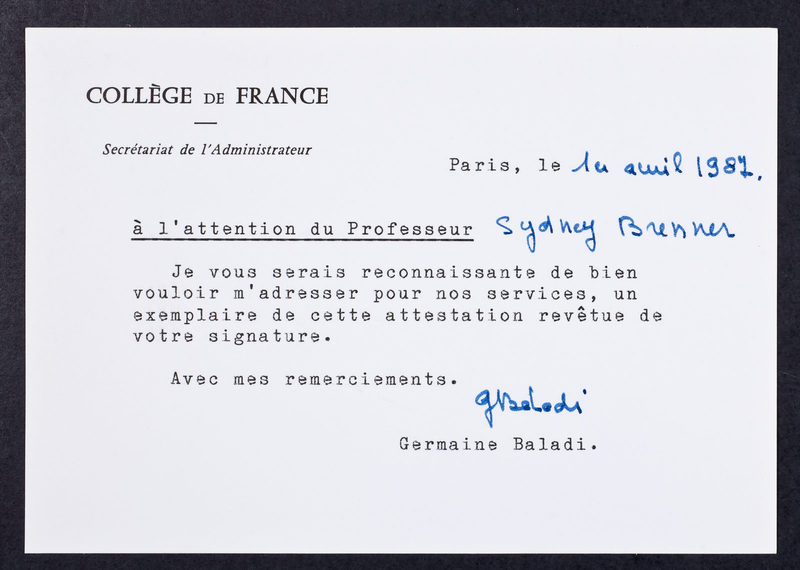 COLLÈGE DE FRANCE
Secrétariat de l'Administrateur
Paris, le 1er avril 1987.
à l'attention du Professeur Sydney Brenner
Je vous serais reconnaissante de bien
vouloir m'adresser pour nos services, un
exemplaire de cette attestation revêtue de
votre signature.
Avec mes remerciements.
GBaladi
Germaine Baladi.